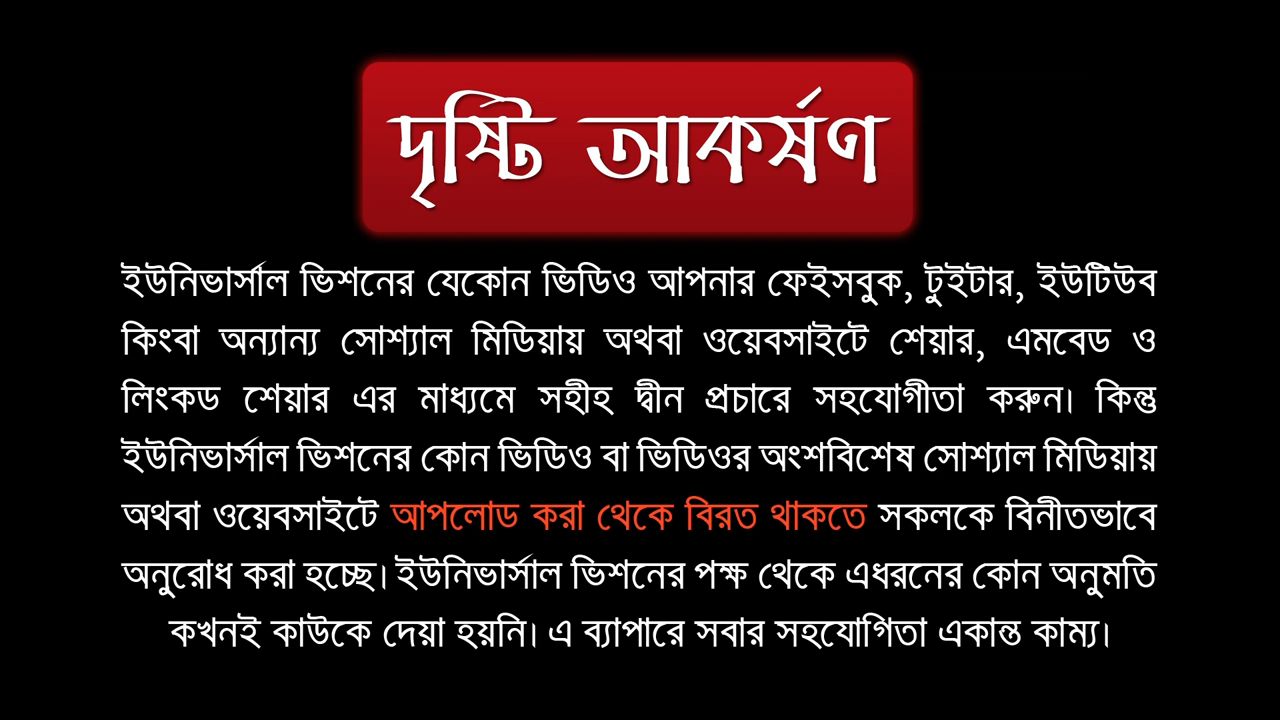 দৃষ্টি আকর্ষণ
ইউনিভার্সাল ভিশনের যেকোন ভিডিও আপনার ফেইসবুক, টুইটার, ইউটিউব
কিংবা অন্যান্য সোশ্যাল মিডিয়ায় অথবা ওয়েবসাইটে শেয়ার, এমবেড ও
লিংকড শেয়ার এর মাধ্যমে সহীহ দ্বীন প্রচারে সহযোগীতা করুন। কিন্তু
ইউনিভার্সাল ভিশনের কোন ভিডিও বা ভিডিওর অংশবিশেষ সোশ্যাল মিডিয়ায়
অথবা ওয়েবসাইটে আপলোড করা থেকে বিরত থাকতে সকলকে বিনীতভাবে
অনুরোধ করা হচ্ছে। ইউনিভার্সাল ভিশনের পক্ষ থেকে এধরনের কোন অনুমতি
কখনই কাউকে দেয়া হয়নি। এ ব্যাপারে সবার সহযোগিতা একান্ত কাম্য।